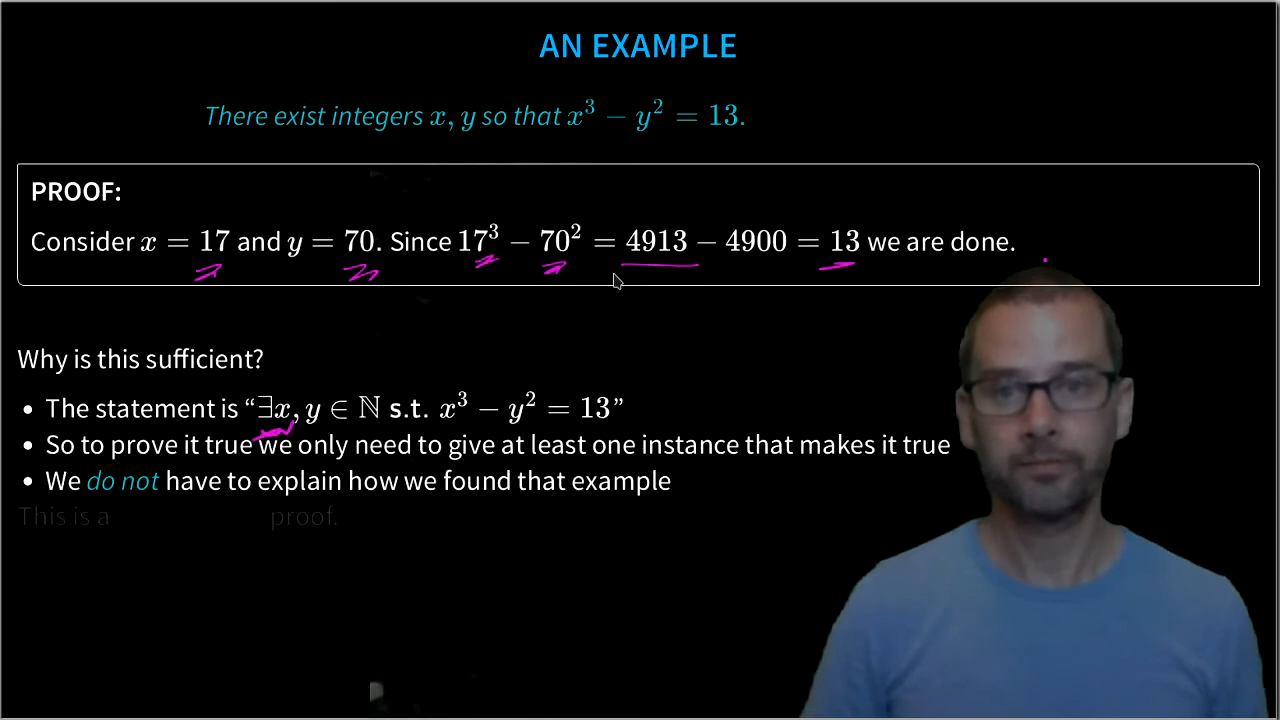 AN EXAMPLE
There exist integers x, y so that x³ − y² = 13.
PROOF:
Consider x = 17 and y = 70. Since 17³ − 70² = 4913 − 4900 = 13 we are done.
Why is this sufficient?
• The statement is “∃x, y ∈ ℕ s.t. x³ − y² = 13”
• So to prove it true we only need to give at least one instance that makes it true
• We do not have to explain how we found that example
This is a proof.